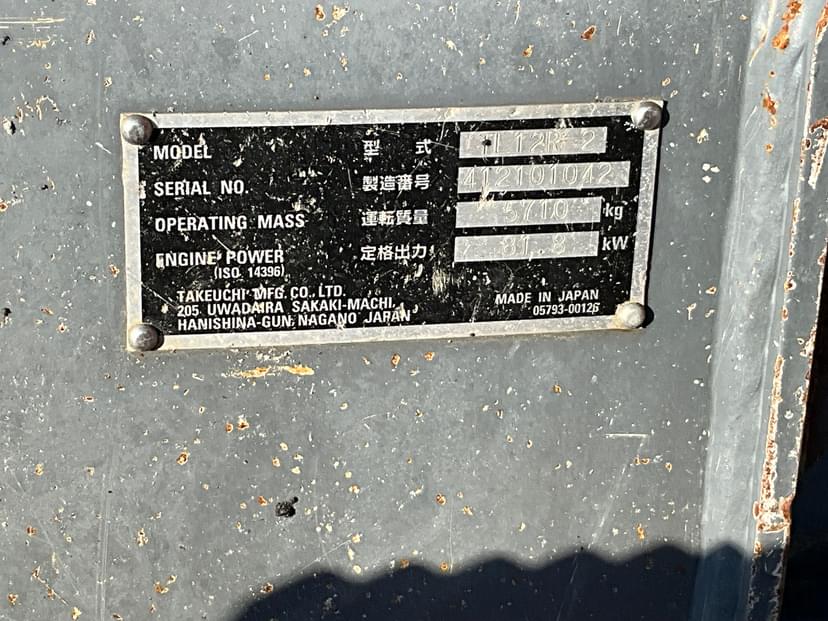 MODEL 型 式 TL12R-2
SERIAL NO. 製造番号 412101042
OPERATING MASS 運転質量 5710 kg
ENGINE POWER 定格出力 81.8 kW
(ISO 14396)
TAKEUCHI MFG. CO., LTD.
205 UWADAIRA SAKAKI-MACHI,
HANISHINA-GUN, NAGANO JAPAN
MADE IN JAPAN
05793-00126